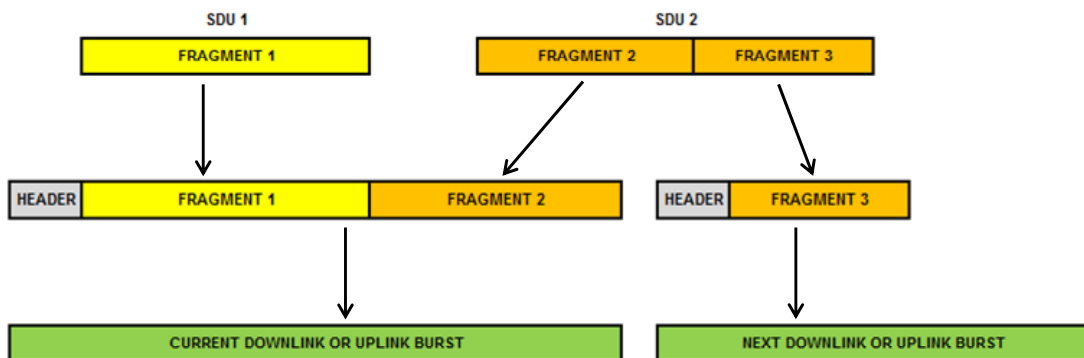 SDU 1
SDU 2
FRAGMENT 1
FRAGMENT 2
FRAGMENT 3
HEADER
FRAGMENT 1
FRAGMENT 2
HEADER
FRAGMENT 3
CURRENT DOWNLINK OR UPLINK BURST
NEXT DOWNLINK OR UPLINK BURST